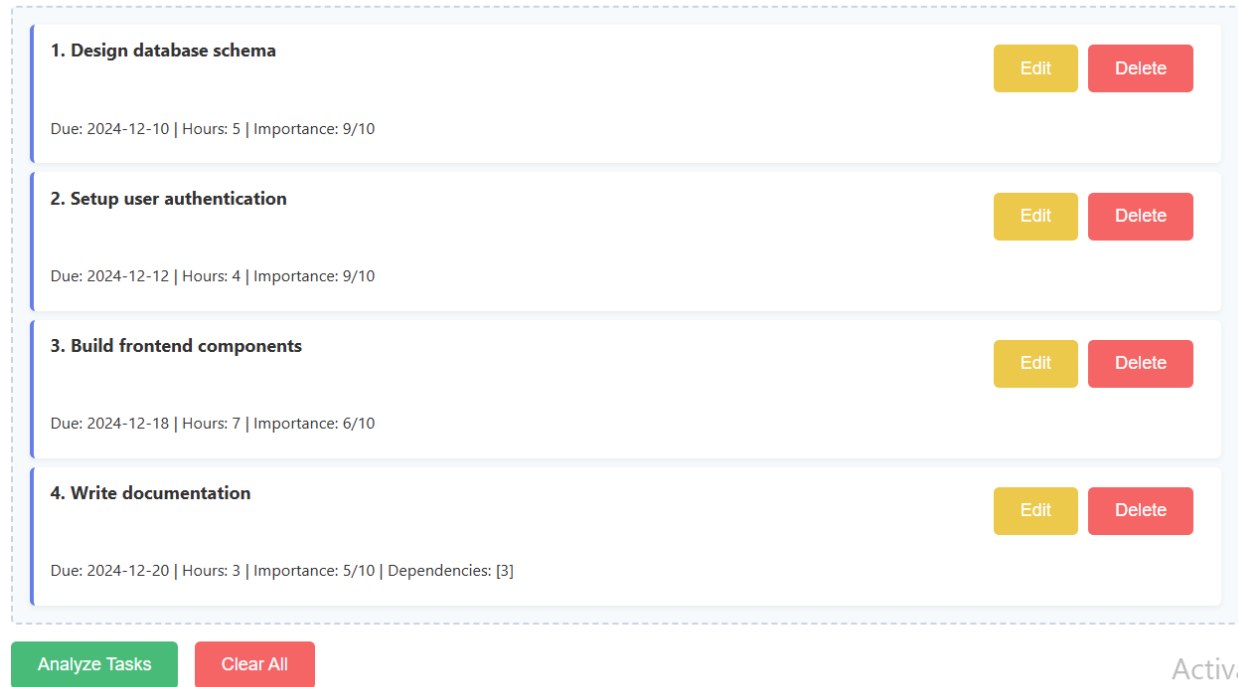 1. Design database schema
Edit
Delete
Due: 2024-12-10 | Hours: 5 | Importance: 9/10
2. Setup user authentication
Edit
Delete
Due: 2024-12-12 | Hours: 4 | Importance: 9/10
3. Build frontend components
Edit
Delete
Due: 2024-12-18 | Hours: 7 | Importance: 6/10
4. Write documentation
Edit
Delete
Due: 2024-12-20 | Hours: 3 | Importance: 5/10 | Dependencies: [3]
Analyze Tasks
Clear All